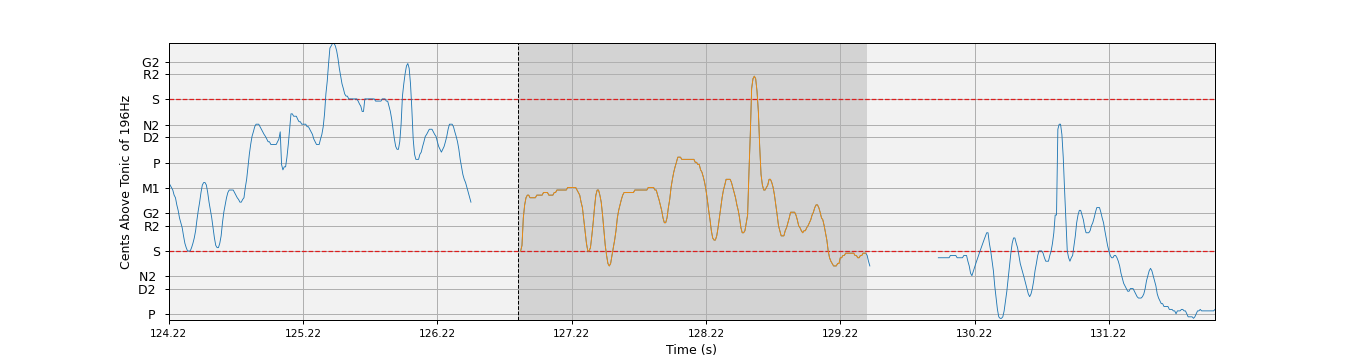 Cents Above Tonic of 196Hz
G2
R2
S
N2
D2
P
M1
G2
R2
S
N2
D2
P
124.22 125.22 126.22 127.22 128.22 129.22 130.22 131.22
Time (s)